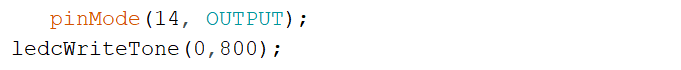 pinMode(14, OUTPUT);
ledcWriteTone(0,800);